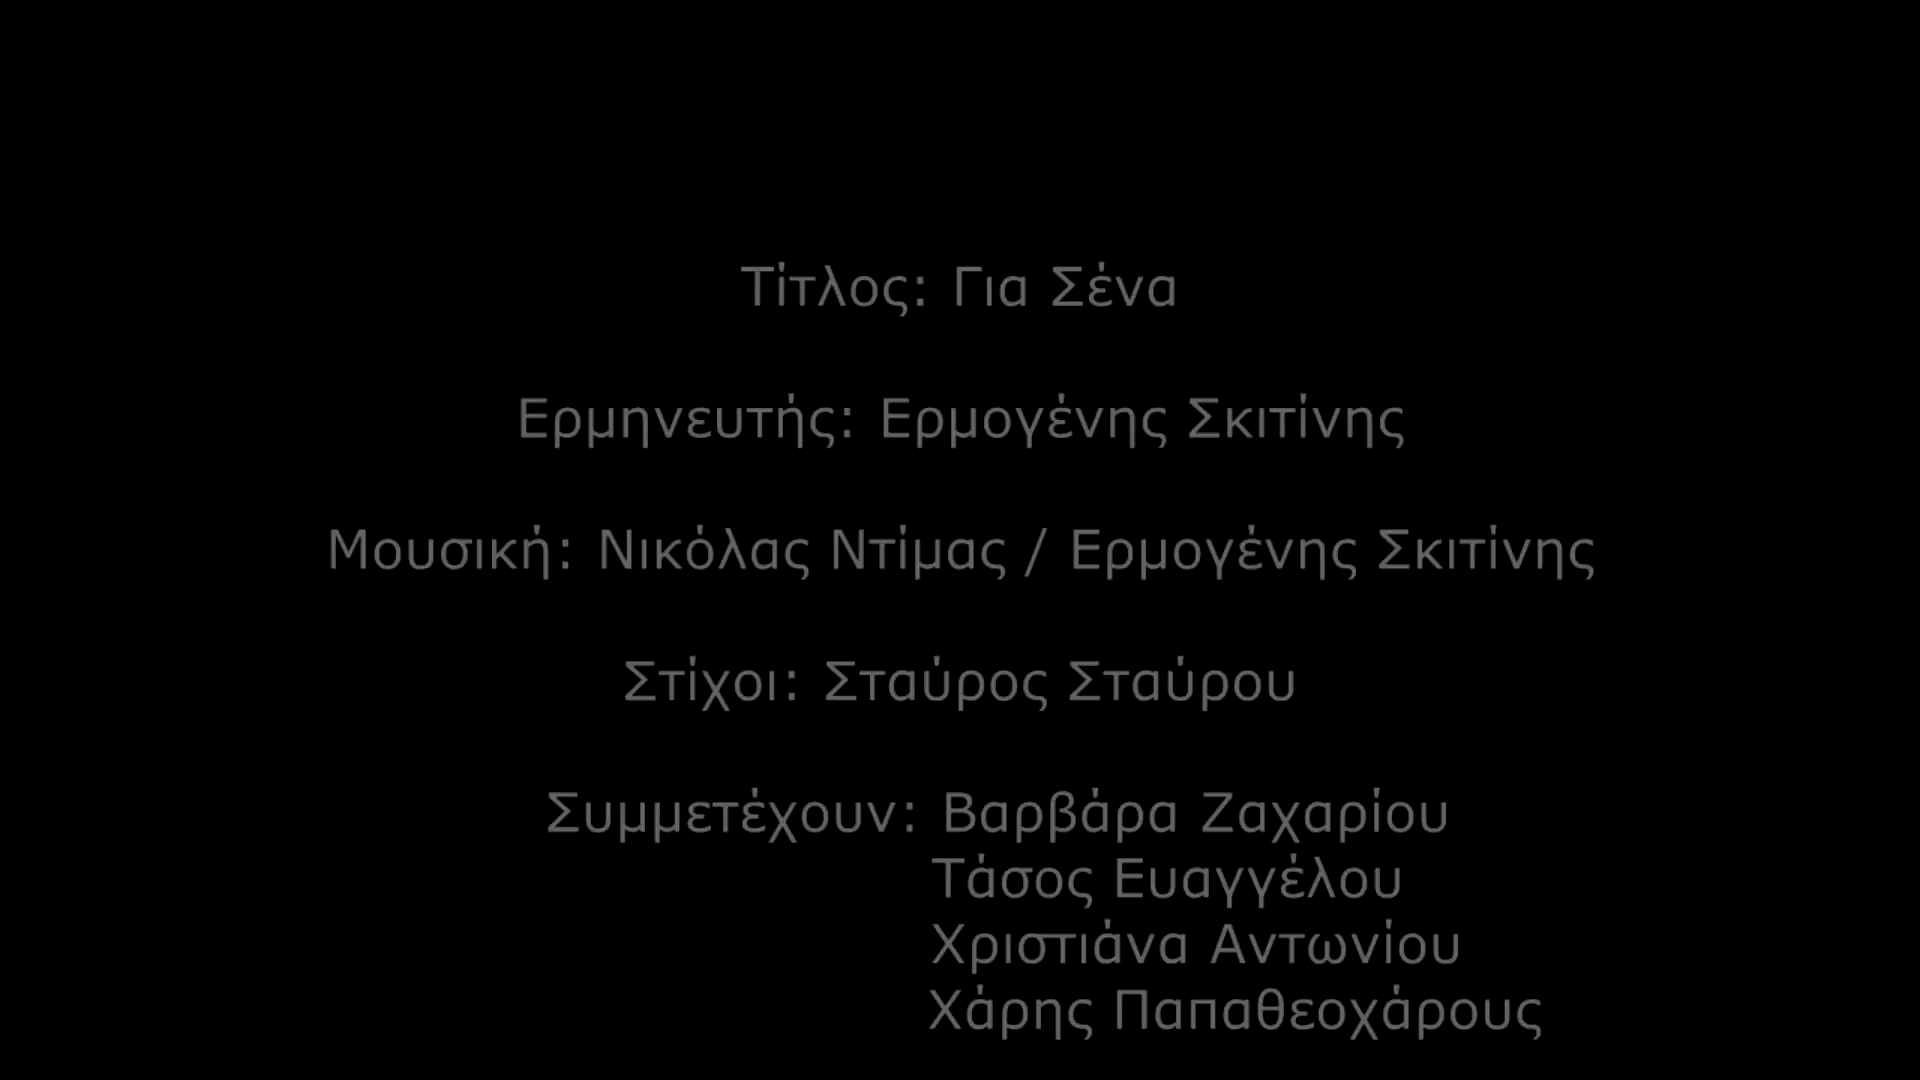 Τίτλος: Για Σένα
Ερμηνευτής: Ερμογένης Σκιτίνης
Μουσική: Νικόλας Ντίμας / Ερμογένης Σκιτίνης
Στίχοι: Σταύρος Σταύρου
Συμμετέχουν: Βαρβάρα Ζαχαρίου
Τάσος Ευαγγέλου
Χριστιάνα Αντωνίου
Χάρης Παπαθεοχάρους